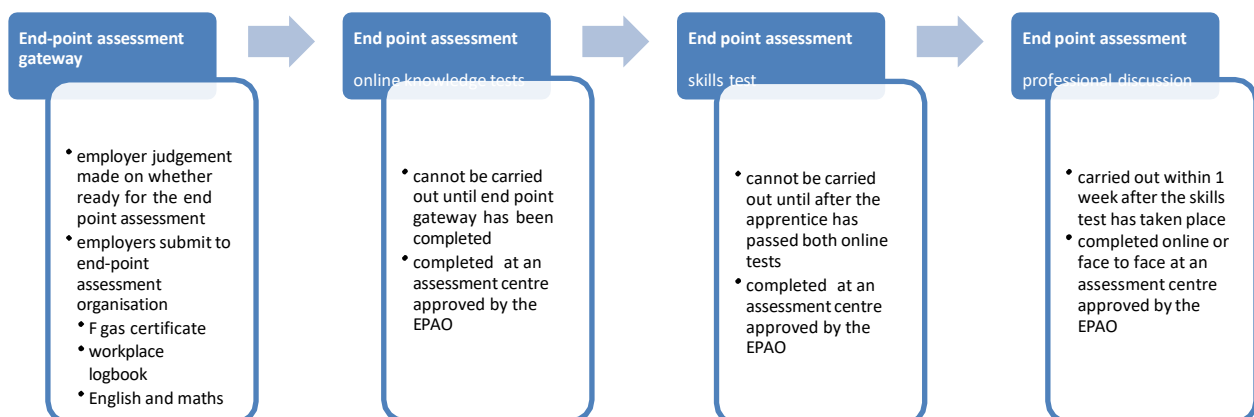 End-point assessment
gateway
• employer judgement
made on whether
ready for the end
point assessment
• employers submit to
end-point
assessment
organisation
• F gas certificate
• workplace
logbook
• English and maths
End point assessment
online knowledge tests
• cannot be carried
out until end point
gateway has been
completed
• completed at an
assessment centre
approved by the
EPAO
End point assessment
skills test
• cannot be carried
out until after the
apprentice has
passed both online
tests
• completed at an
assessment centre
approved by the
EPAO
End point assessment
professional discussion
• carried out within 1
week after the skills
test has taken place
• completed online or
face to face at an
assessment centre
approved by the
EPAO